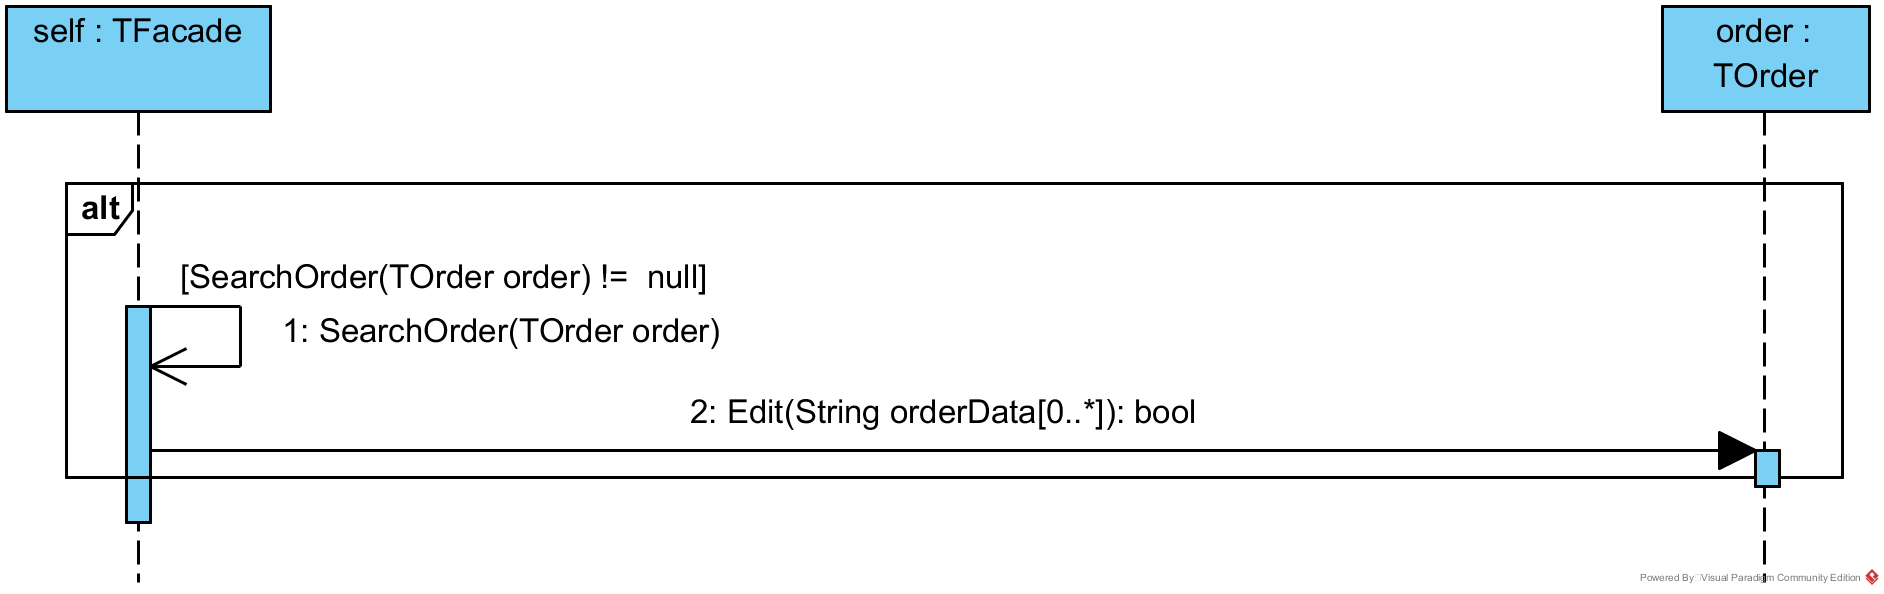 self : TFacade
order :
TOrder
alt
[SearchOrder(TOrder order) !=  null]
1: SearchOrder(TOrder order)
2: Edit(String orderData[0..*]): bool
Powered By Visual Paradigm Community Edition